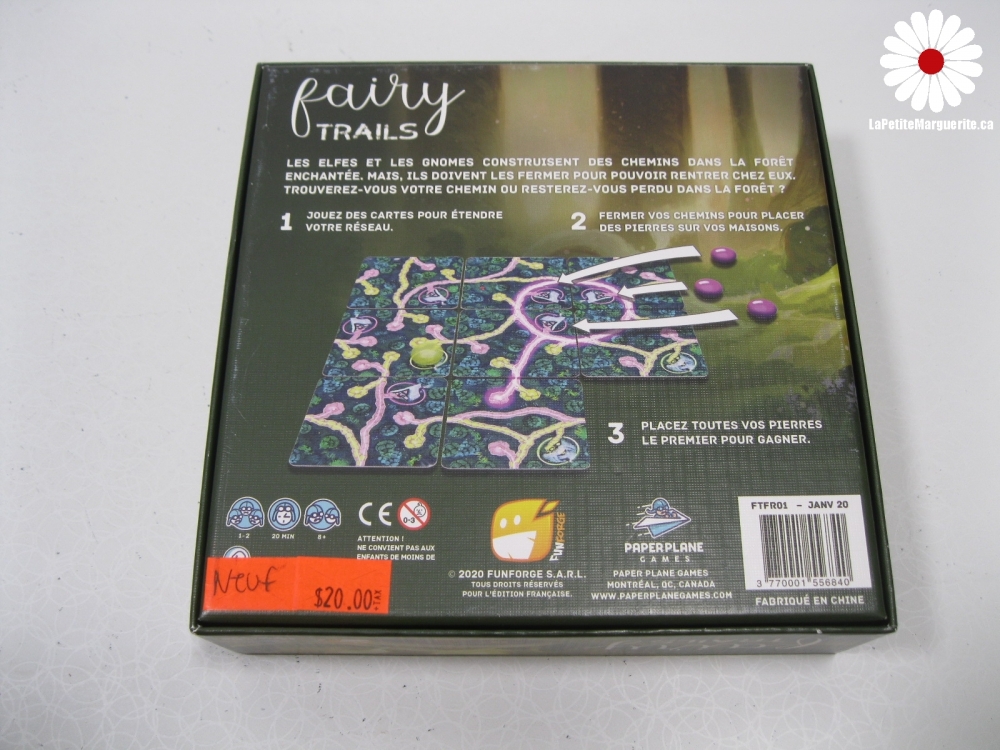 LaPetiteMarguerite.ca
fairy
TRAILS
LES ELFES ET LES GNOMES CONSTRUISENT DES CHEMINS DANS LA FORÊT
ENCHANTÉE. MAIS, ILS DOIVENT LES FERMER POUR POUVOIR RENTRER CHEZ EUX.
TROUVEREZ-VOUS VOTRE CHEMIN OU RESTEREZ-VOUS PERDU DANS LA FORÊT ?
1 JOUEZ DES CARTES POUR ÉTENDRE
VOTRE RÉSEAU.
2 FERMER VOS CHEMINS POUR PLACER
DES PIERRES SUR VOS MAISONS.
3 PLACEZ TOUTES VOS PIERRES
LE PREMIER POUR GAGNER.
1-2
20 MIN
8+
CE
0-3
ATTENTION !
NE CONVIENT PAS AUX
ENFANTS DE MOINS DE
FUNFORGE
© 2020 FUNFORGE S.A.R.L.
TOUS DROITS RÉSERVÉS
POUR L'ÉDITION FRANÇAISE.
PAPER PLANE
GAMES
PAPER PLANE GAMES
MONTRÉAL, QC, CANADA
WWW.PAPERPLANEGAMES.COM
FTFR01 - JANV 20
3 770001 556840
FABRIQUÉ EN CHINE
Neuf
$20.00+TAX